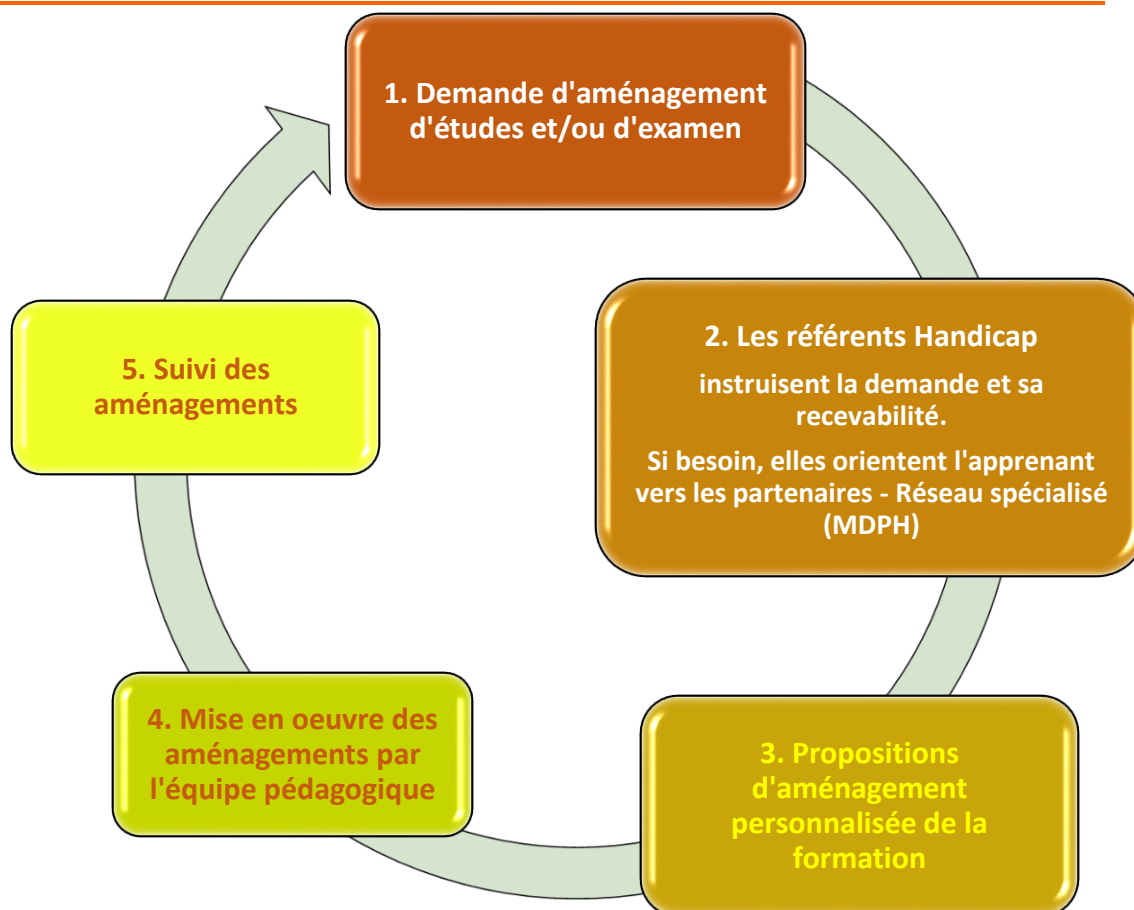 1. Demande d'aménagement
d'études et/ou d'examen
2. Les référents Handicap
instruisent la demande et sa
recevabilité.
Si besoin, elles orientent l'apprenant
vers les partenaires - Réseau spécialisé
(MDPH)
3. Propositions
d'aménagement
personnalisée de la
formation
4. Mise en oeuvre des
aménagements par
l'équipe pédagogique
5. Suivi des
aménagements